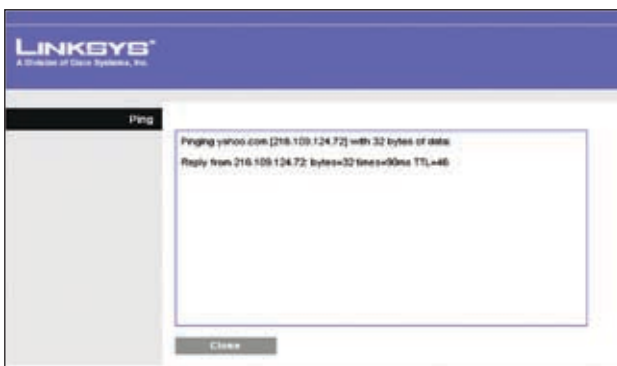 LINKSYS®
A Division of Cisco Systems, Inc.
Ping
Pinging yahoo.com [216.109.124.72] with 32 bytes of data:
Reply from 216.109.124.72: bytes=32 times=90ms TTL=46
Close